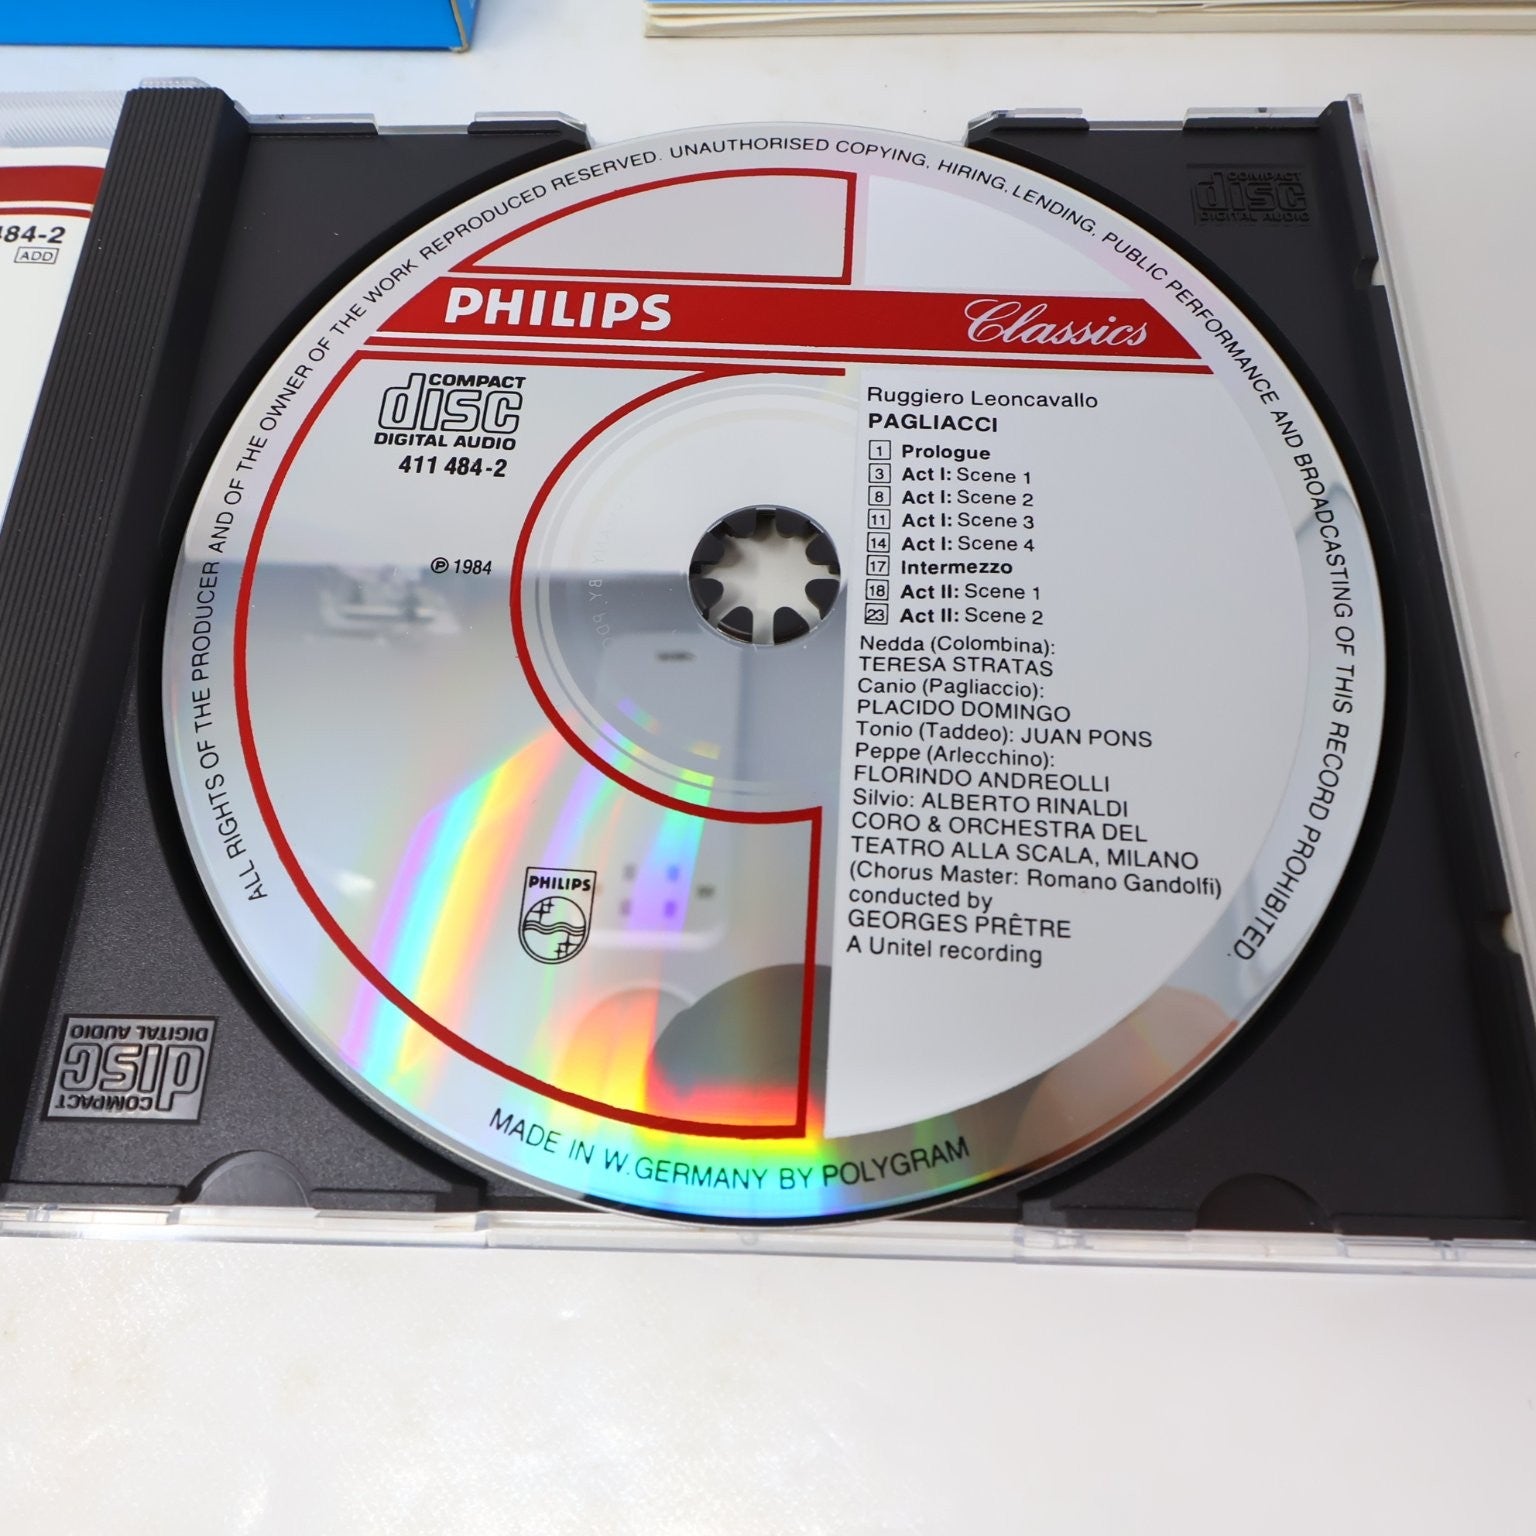 484-2
ADD
COMPACT
disc
DIGITAL AUDIO
ALL RIGHTS OF THE PRODUCER AND OF THE OWNER OF THE WORK REPRODUCED RESERVED. UNAUTHORISED COPYING, HIRING, LENDING, PUBLIC PERFORMANCE AND BROADCASTING OF THIS RECORD PROHIBITED.
PHILIPS Classics
COMPACT
disc
DIGITAL AUDIO
411 484-2
℗ 1984
Ruggiero Leoncavallo
PAGLIACCI
1 Prologue
3 Act I: Scene 1
8 Act I: Scene 2
11 Act I: Scene 3
14 Act I: Scene 4
17 Intermezzo
18 Act II: Scene 1
23 Act II: Scene 2
Nedda (Colombina):
TERESA STRATAS
Canio (Pagliaccio):
PLACIDO DOMINGO
Tonio (Taddeo): JUAN PONS
Peppe (Arlecchino):
FLORINDO ANDREOLLI
Silvio: ALBERTO RINALDI
CORO & ORCHESTRA DEL
TEATRO ALLA SCALA, MILANO
(Chorus Master: Romano Gandolfi)
conducted by
GEORGES PRÊTRE
A Unitel recording
PHILIPS
MADE IN W. GERMANY BY POLYGRAM
COMPACT
disc
DIGITAL AUDIO